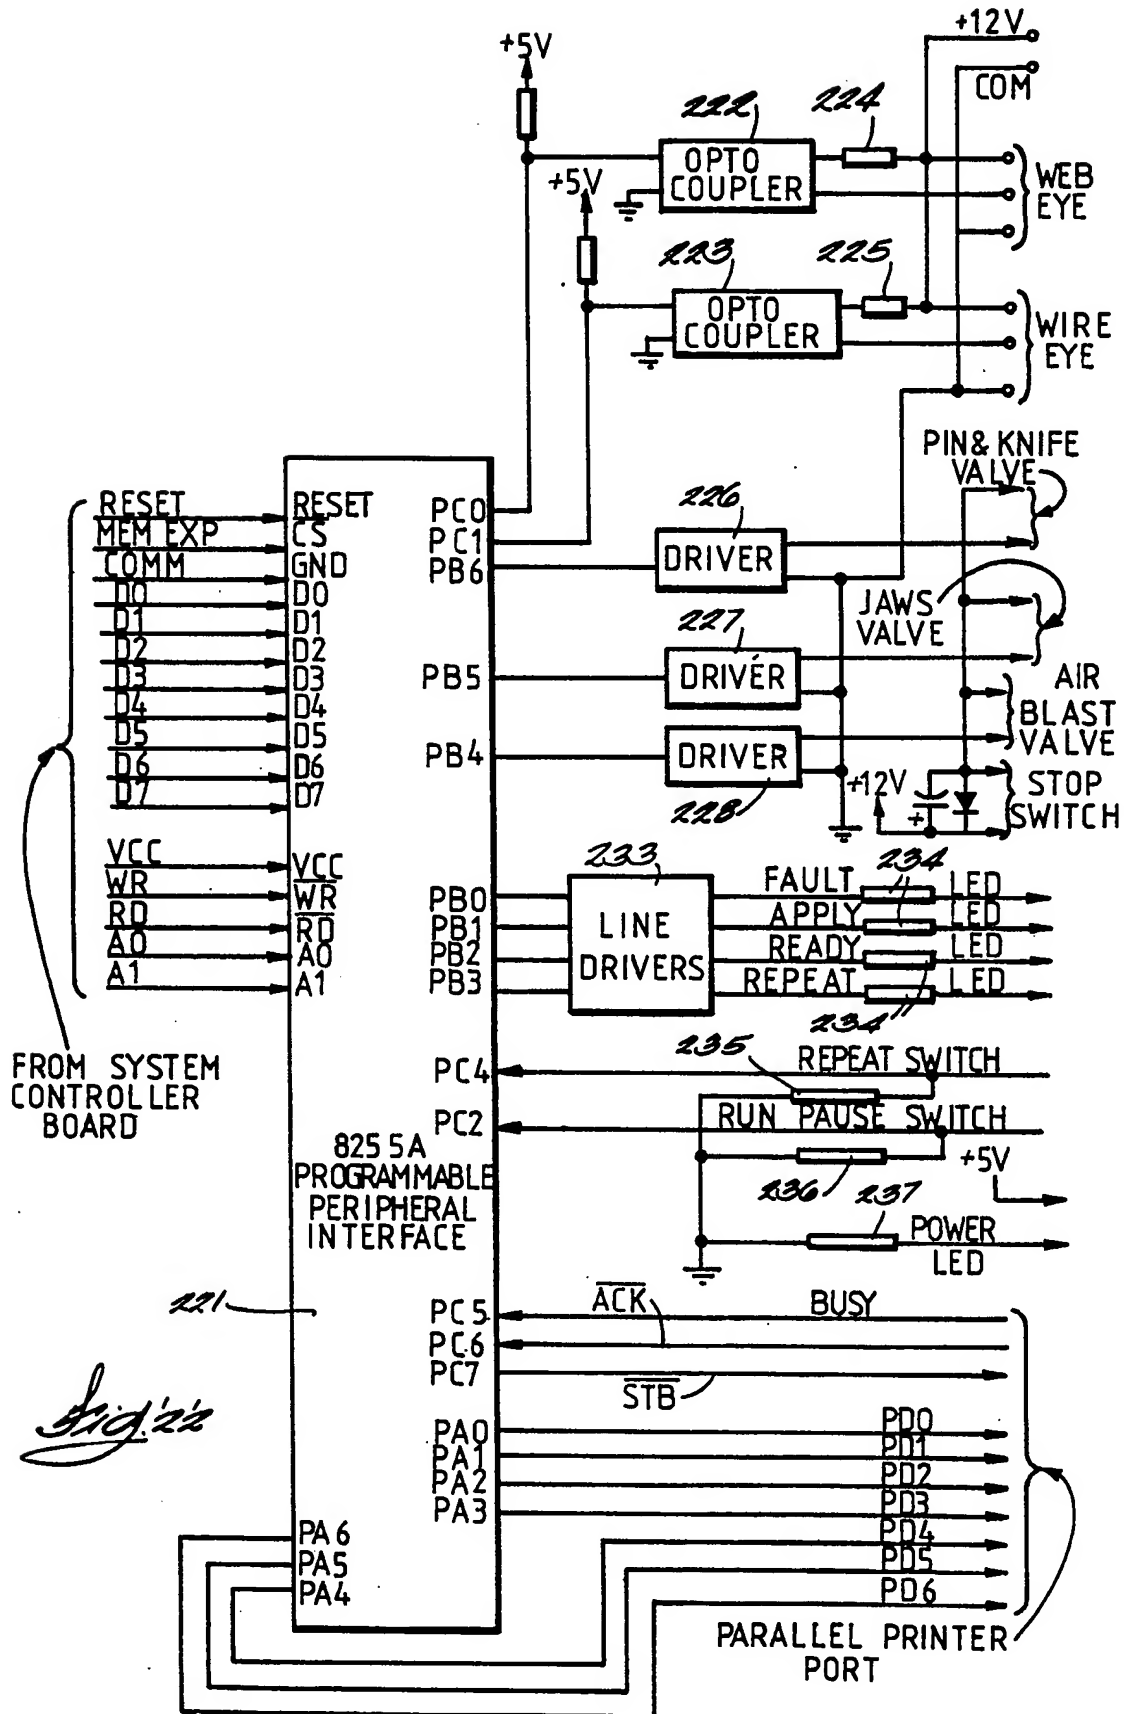 +5V
+12V
COM
222
224
OPTO
COUPLER
WEB
EYE
+5V
223
225
OPTO
COUPLER
WIRE
EYE
PIN & KNIFE
VALVE
RESET
MEM EXP
COMM
D0
D1
D2
D3
D4
D5
D6
D7
VCC
WR
RD
A0
A1
RESET
CS
GND
D0
D1
D2
D3
D4
D5
D6
D7
VCC
WR
RD
A0
A1
FROM SYSTEM
CONTROLLER
BOARD
PC0
PC1
PB6
PB5
PB4
226
DRIVER
JAWS
VALVE
227
DRIVER
AIR
BLAST
VALVE
DRIVER
228
+12V
+
STOP
SWITCH
PB0
PB1
PB2
PB3
233
LINE
DRIVERS
FAULT
234
LED
APPLY
LED
READY
LED
REPEAT
LED
234
PC4
235
REPEAT SWITCH
PC2
RUN PAUSE SWITCH
236
+5V
237
POWER
LED
8255A
PROGRAMMABLE
PERIPHERAL
INTERFACE
221
PC5
PC6
PC7
ACK
BUSY
STB
Fig. 22
PA0
PA1
PA2
PA3
PD0
PD1
PD2
PD3
PD4
PD5
PD6
PA6
PA5
PA4
PARALLEL PRINTER
PORT